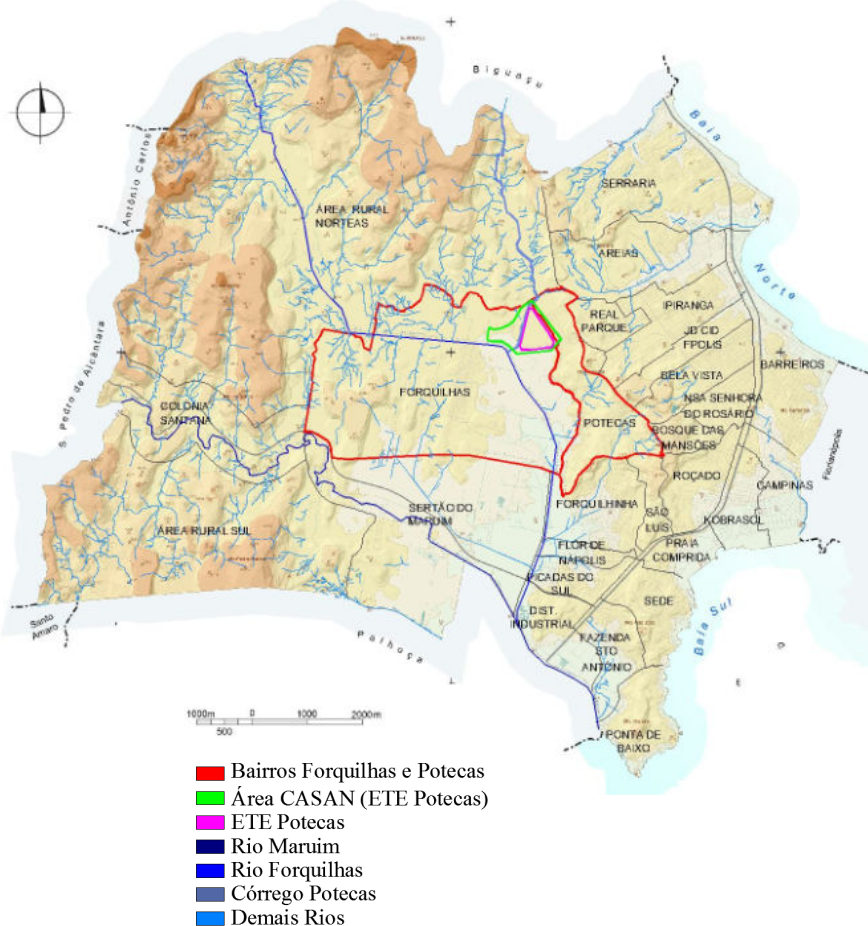 Biguaçu
Baia
Norte
Antônio Carlos
S. Pedro de Alcântara
SERRARIA
ÁREA RURAL
NORTEAS
AREIAS
IPIRANGA
REAL
PARQUE
JD CID
FPOLIS
BARREIROS
BELA VISTA
FORQUILHAS
NSA SENHORA
DO ROSÁRIO
COLONIA
SANTANA
POTECAS
BOSQUE DAS
MANSÕES
Florianópolis
ROÇADO
CAMPINAS
SERTÃO DO
MARUIM
FORQUILHINHA
SÃO
LUIS
KOBRASOL
ÁREA RURAL SUL
FLOR DE
NÁPOLIS
PRAIA
COMPRIDA
PICADAS DO
SUL
SEDE
Baia Sul
Santo
Amaro
DIST.
INDUSTRIAL
Palhoça
FAZENDA
STO
ANTONIO
PONTA DE
BAIXO
1000m 0 1000 2000m
500
Bairros Forquilhas e Potecas
Área CASAN (ETE Potecas)
ETE Potecas
Rio Maruim
Rio Forquilhas
Córrego Potecas
Demais Rios